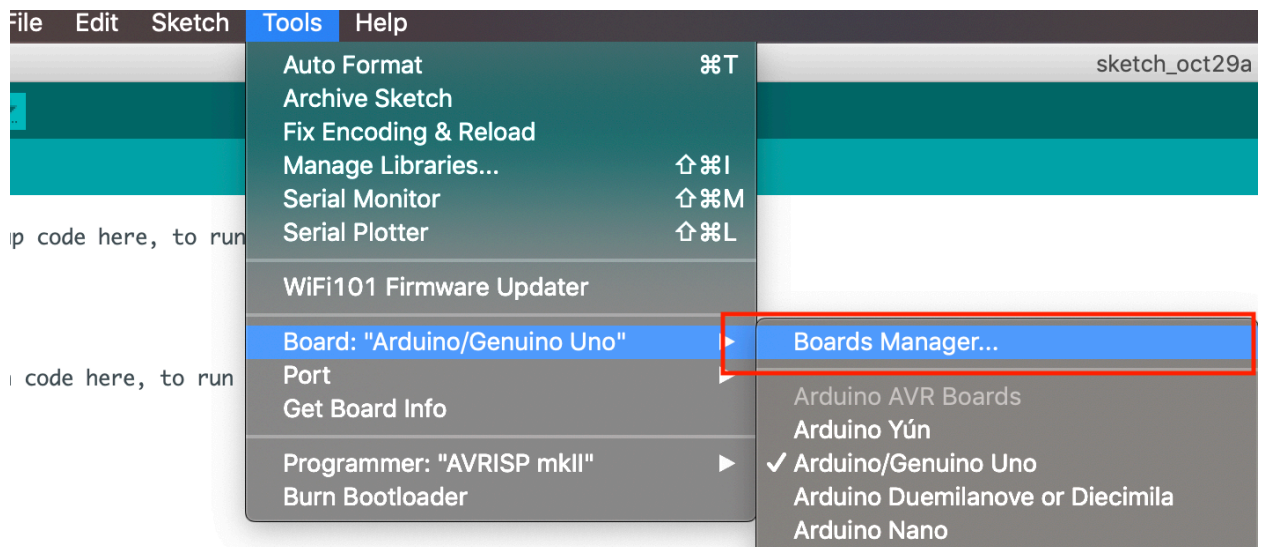 File Edit Sketch Tools Help
sketch_oct29a
Auto Format ⌘T
Archive Sketch
Fix Encoding & Reload
Manage Libraries... ⇧⌘I
Serial Monitor ⇧⌘M
Serial Plotter ⇧⌘L
up code here, to run
WiFi101 Firmware Updater
Board: "Arduino/Genuino Uno" ▶ Boards Manager...
Port ▶
code here, to run
Get Board Info
Arduino AVR Boards
Arduino Yún
Programmer: "AVRISP mkII" ▶
✓ Arduino/Genuino Uno
Burn Bootloader
Arduino Duemilanove or Diecimila
Arduino Nano